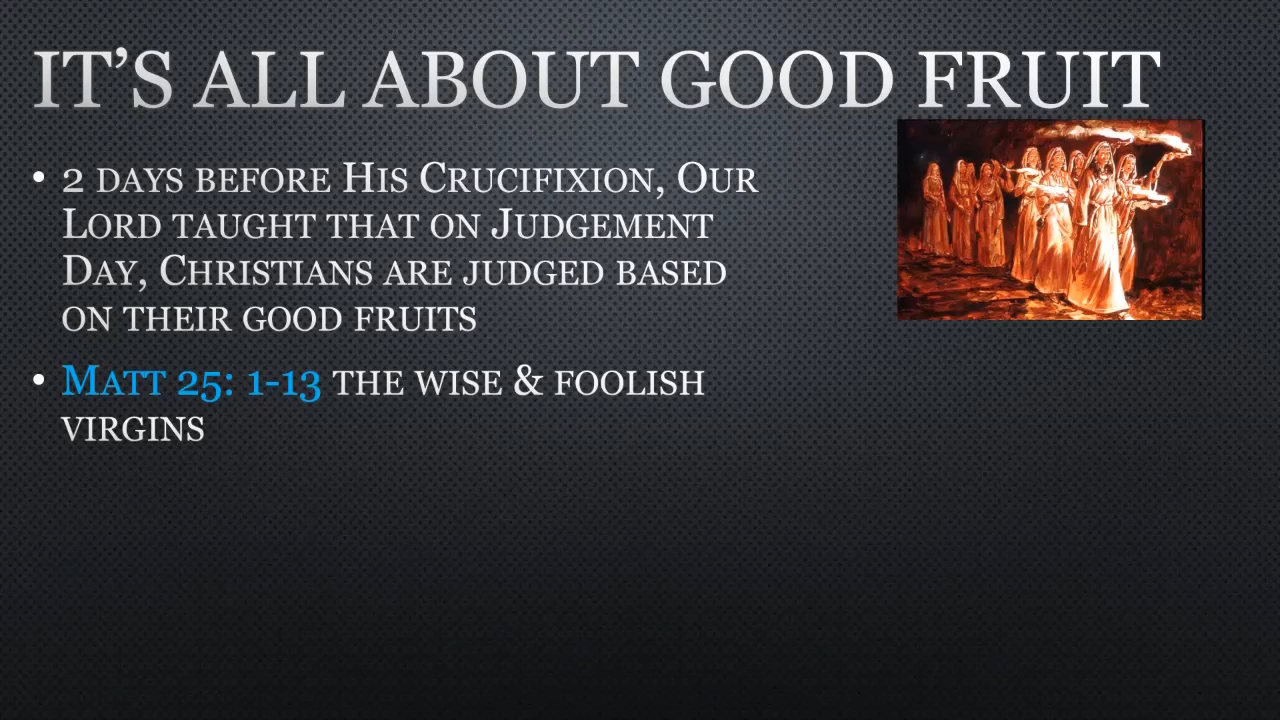 IT'S ALL ABOUT GOOD FRUIT
• 2 DAYS BEFORE HIS CRUCIFIXION, OUR
LORD TAUGHT THAT ON JUDGEMENT
DAY, CHRISTIANS ARE JUDGED BASED
ON THEIR GOOD FRUITS
• MATT 25: 1-13 THE WISE & FOOLISH
VIRGINS